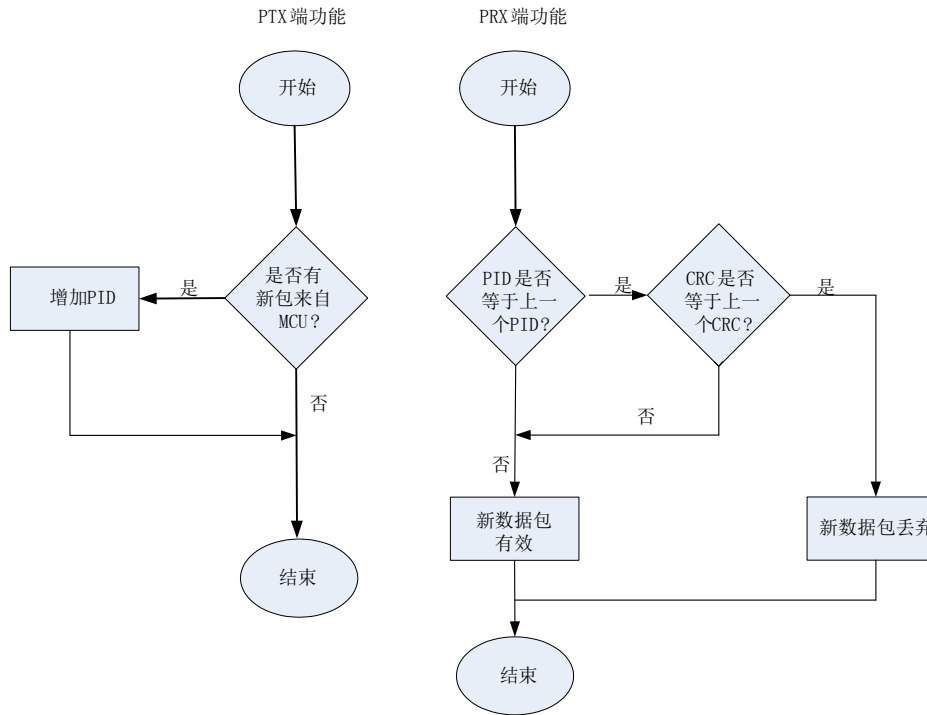 PTX端功能
开始
是否有
新包来自
MCU?
是
增加PID
否
结束
PRX端功能
开始
PID是否
等于上一
个PID?
是
CRC是否
等于上一
个CRC?
是
否
否
新数据包
有效
新数据包丢弃
结束